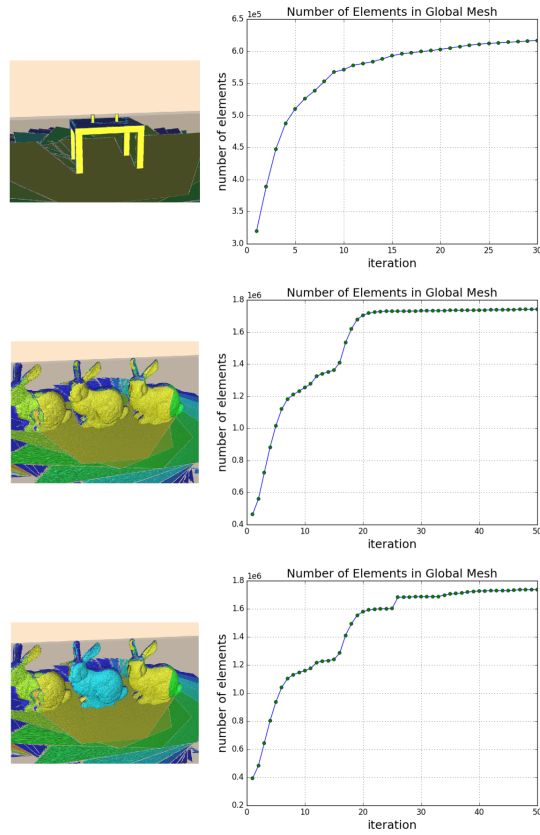 Number of Elements in Global Mesh
1e5
6.5
6.0
5.5
5.0
4.5
4.0
3.5
3.0
number of elements
5 10 15 20 25 30
iteration
Number of Elements in Global Mesh
1e6
1.8
1.6
1.4
1.2
1.0
0.8
0.6
0.4
number of elements
0 10 20 30 40 50
iteration
Number of Elements in Global Mesh
1e6
1.8
1.6
1.4
1.2
1.0
0.8
0.6
0.4
0.2
number of elements
0 10 20 30 40 50
iteration